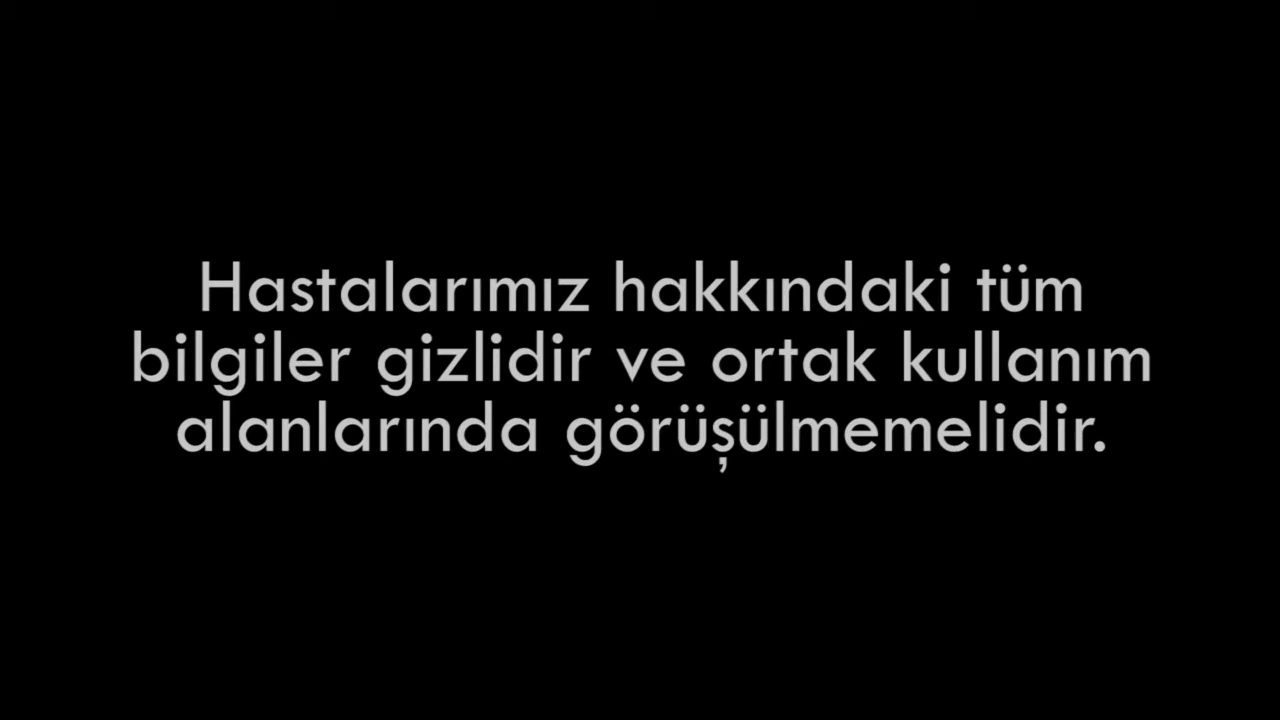 Hastalarımız hakkındaki tüm
bilgiler gizlidir ve ortak kullanım
alanlarında görüşülmemelidir.